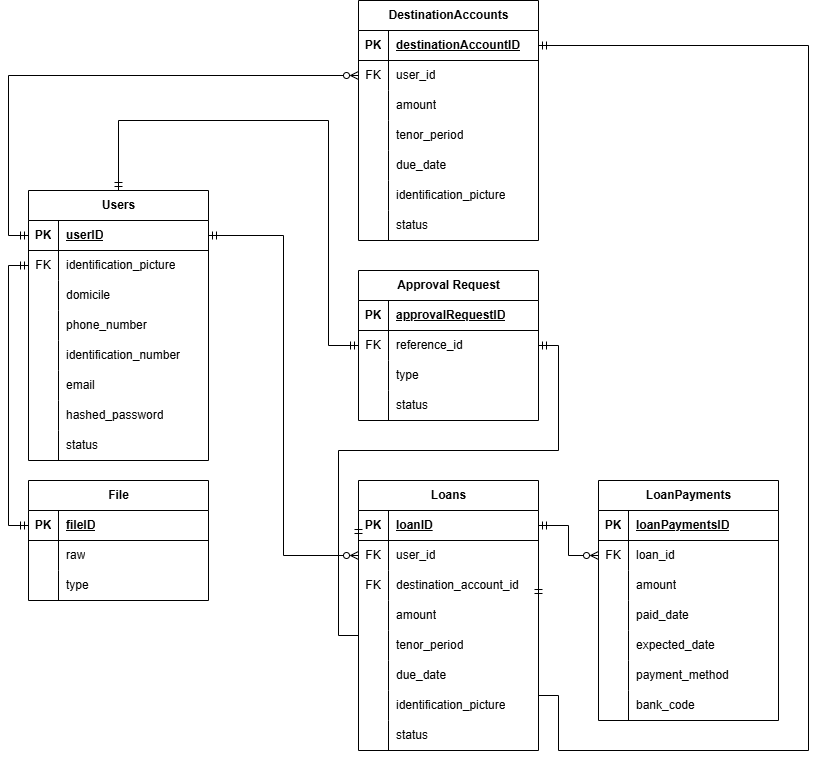 DestinationAccounts
PK destinationAccountID
FK user_id
amount
tenor_period
due_date
identification_picture
status
Users
PK userID
FK identification_picture
domicile
phone_number
identification_number
email
hashed_password
status
Approval Request
PK approvalRequestID
FK reference_id
type
status
File
PK fileID
raw
type
Loans
PK loanID
FK user_id
FK destination_account_id
amount
tenor_period
due_date
identification_picture
status
LoanPayments
PK loanPaymentsID
FK loan_id
amount
paid_date
expected_date
payment_method
bank_code